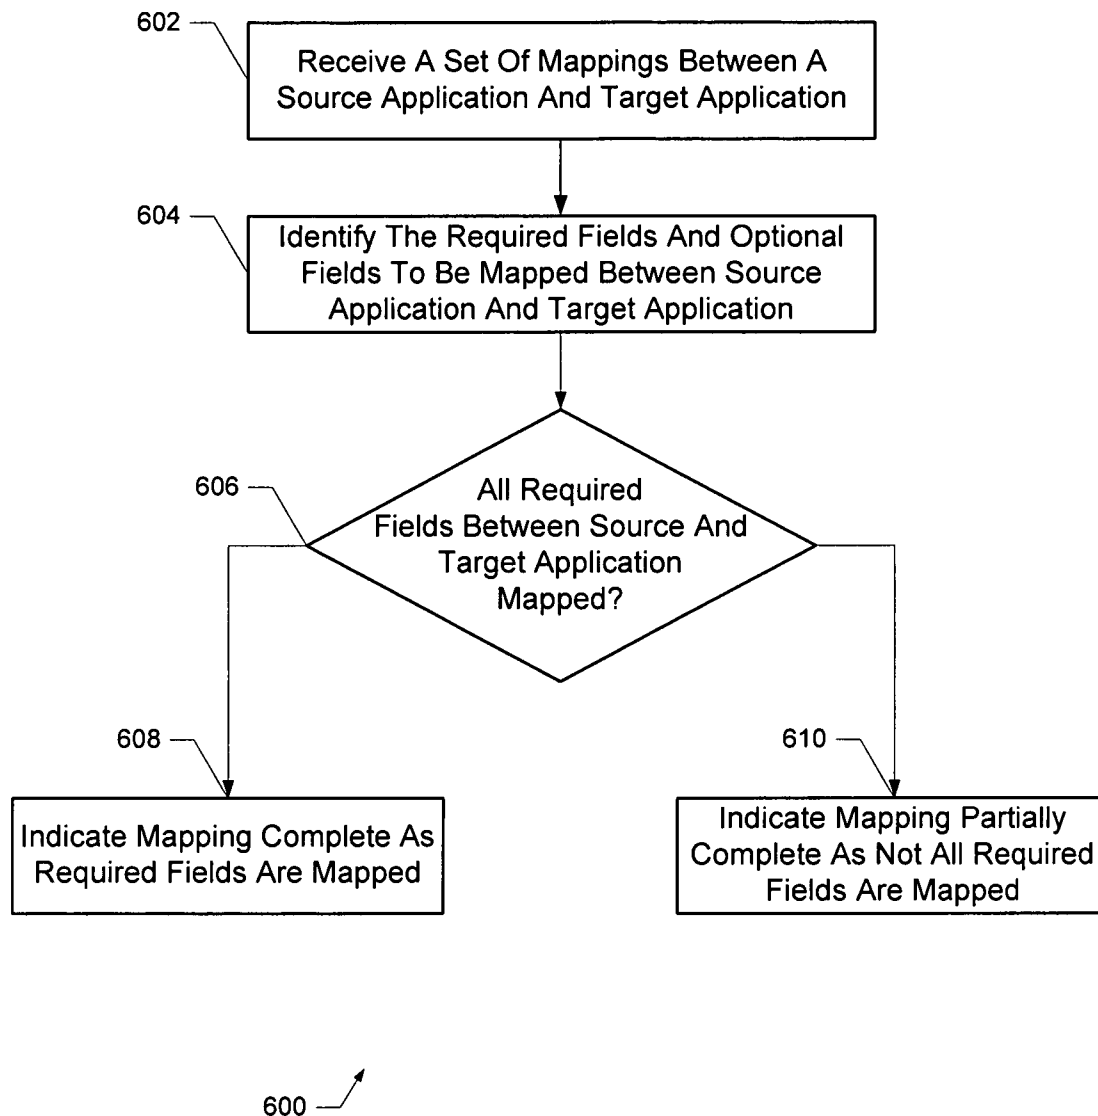 602
Receive A Set Of Mappings Between A
Source Application And Target Application
604
Identify The Required Fields And Optional
Fields To Be Mapped Between Source
Application And Target Application
606
All Required
Fields Between Source And
Target Application
Mapped?
608
Indicate Mapping Complete As
Required Fields Are Mapped
610
Indicate Mapping Partially
Complete As Not All Required
Fields Are Mapped
600